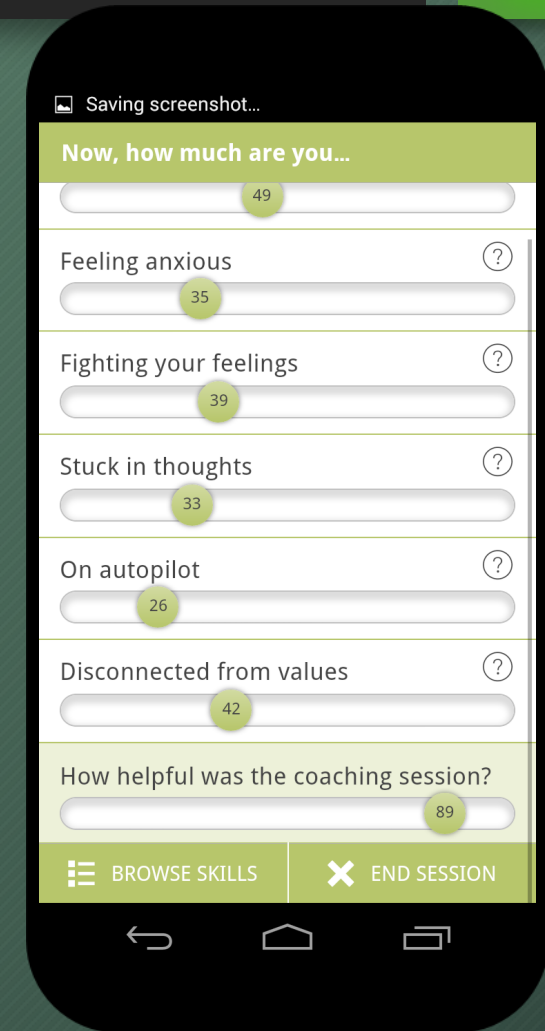 Saving screenshot...
Now, how much are you...
49
Feeling anxious
?
35
Fighting your feelings
?
39
Stuck in thoughts
?
33
On autopilot
?
26
Disconnected from values
?
42
How helpful was the coaching session?
89
BROWSE SKILLS
END SESSION